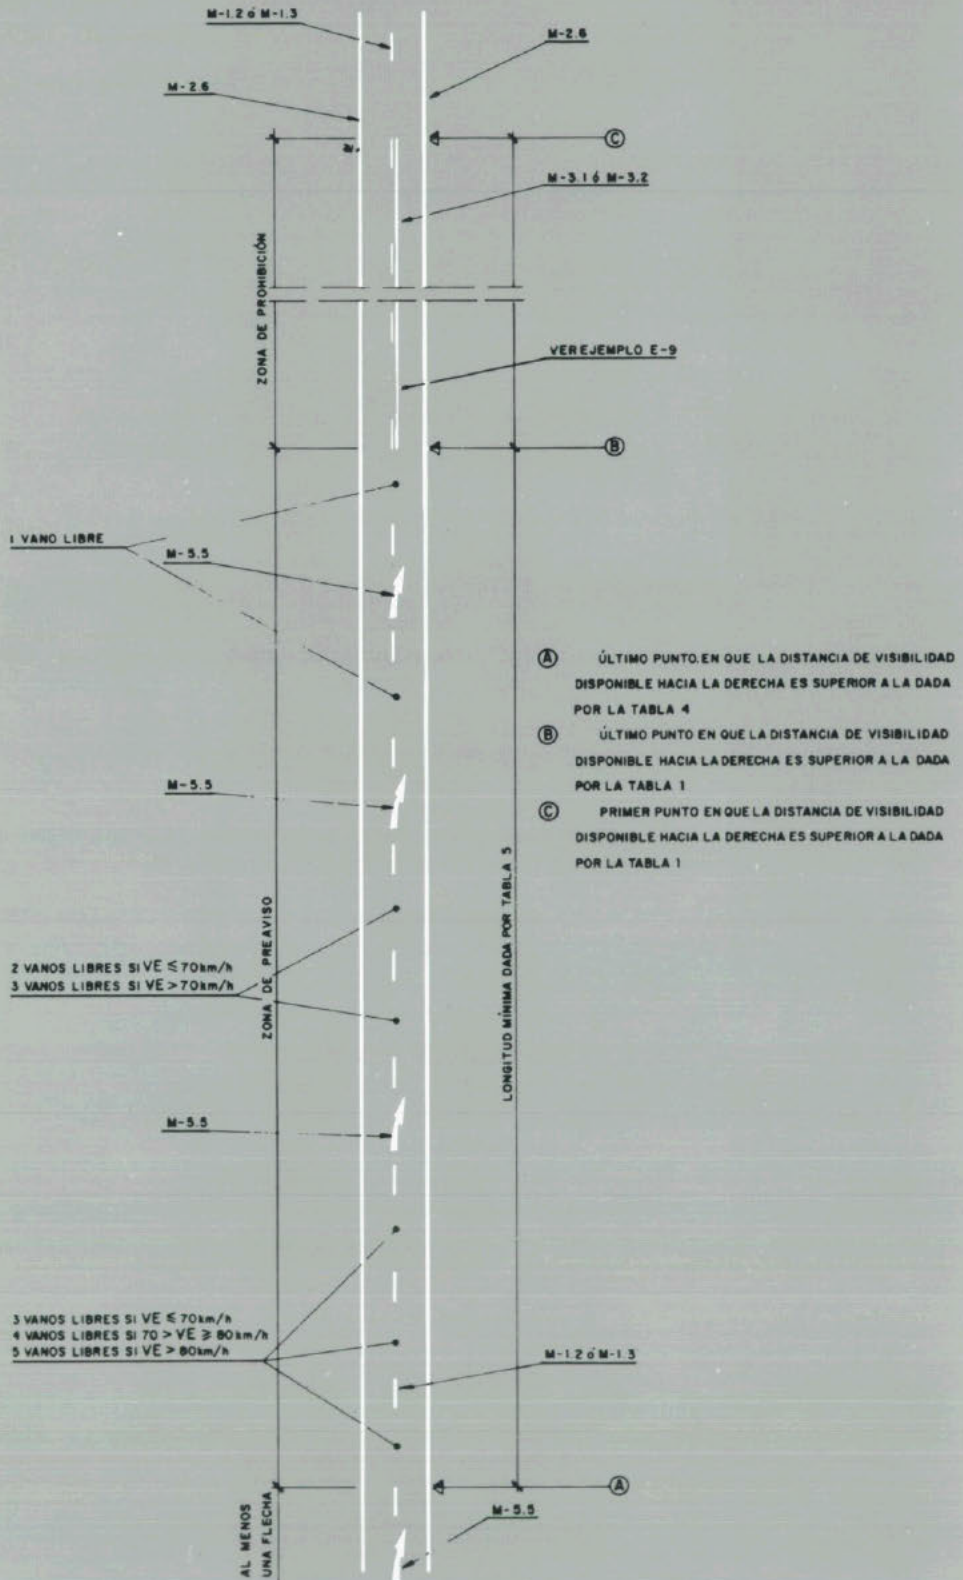 M-1.2 ó M-1.3
M-2.6
M-2.6
C
M-3.1 ó M-3.2
ZONA DE PROHIBICIÓN
VER EJEMPLO E-9
B
1 VANO LIBRE
M-5.5
A ÚLTIMO PUNTO EN QUE LA DISTANCIA DE VISIBILIDAD
DISPONIBLE HACIA LA DERECHA ES SUPERIOR A LA DADA
POR LA TABLA 4
B ÚLTIMO PUNTO EN QUE LA DISTANCIA DE VISIBILIDAD
DISPONIBLE HACIA LA DERECHA ES SUPERIOR A LA DADA
POR LA TABLA 1
C PRIMER PUNTO EN QUE LA DISTANCIA DE VISIBILIDAD
DISPONIBLE HACIA LA DERECHA ES SUPERIOR A LA DADA
POR LA TABLA 1
M-5.5
ZONA DE PREAVISO
LONGITUD MÍNIMA DADA POR TABLA 5
2 VANOS LIBRES SI VE ≤ 70km/h
3 VANOS LIBRES SI VE > 70km/h
M-5.5
3 VANOS LIBRES SI VE ≤ 70km/h
4 VANOS LIBRES SI 70 > VE ≥ 80km/h
5 VANOS LIBRES SI VE > 80km/h
M-1.2 ó M-1.3
A
AL MENOS
UNA FLECHA
M-5.5